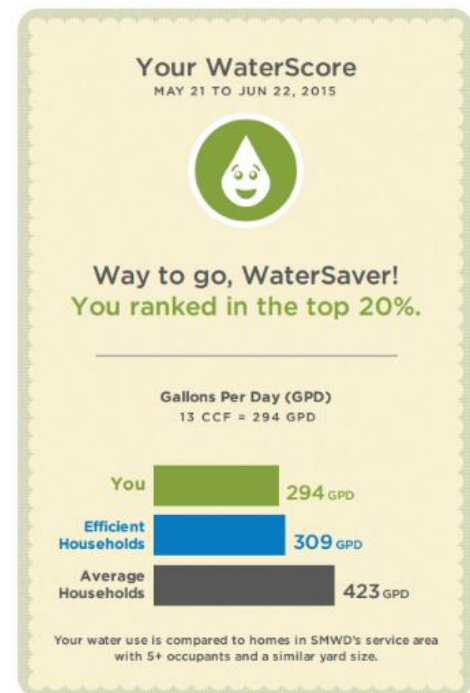 Your WaterScore
MAY 21 TO JUN 22, 2015
Way to go, WaterSaver!
You ranked in the top 20%.
Gallons Per Day (GPD)
13 CCF = 294 GPD
You 294 GPD
Efficient
Households 309 GPD
Average
Households 423 GPD
Your water use is compared to homes in SMWD's service area
with 5+ occupants and a similar yard size.